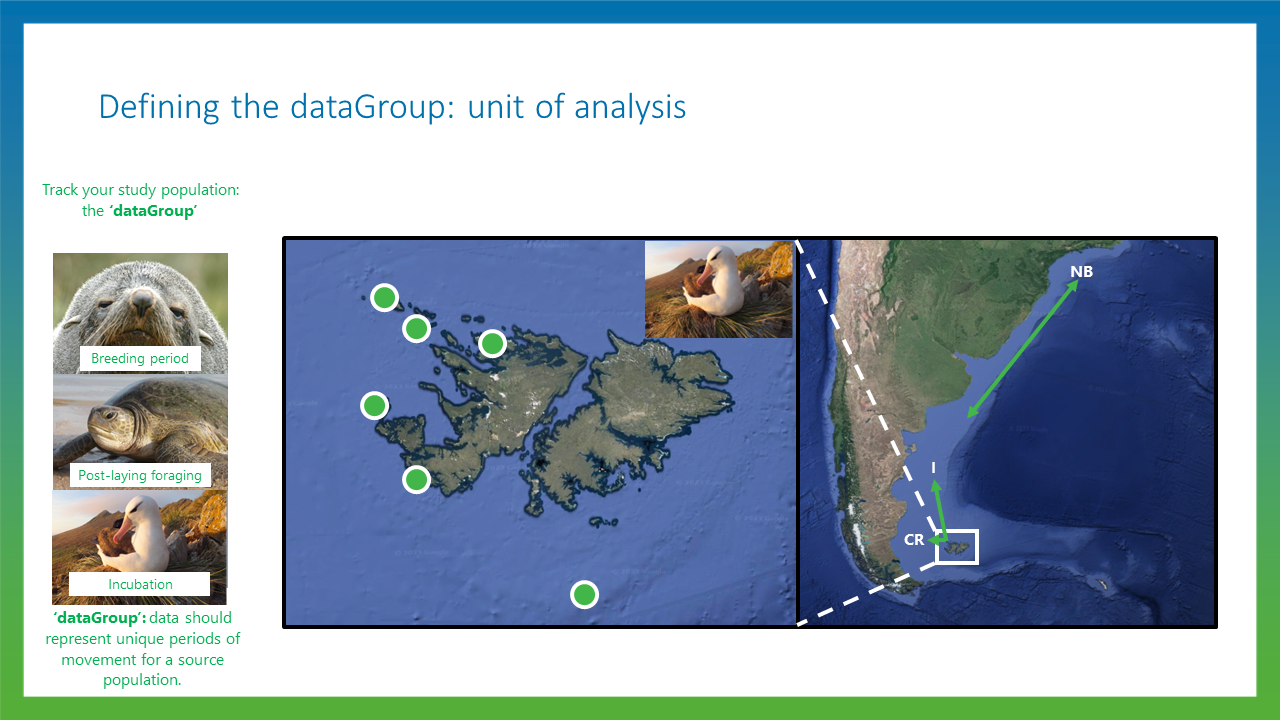 Defining the dataGroup: unit of analysis
Track your study population:
the ‘dataGroup’
Breeding period
Post-laying foraging
Incubation
‘dataGroup’: data should
represent unique periods of
movement for a source
population.
NB
I
CR